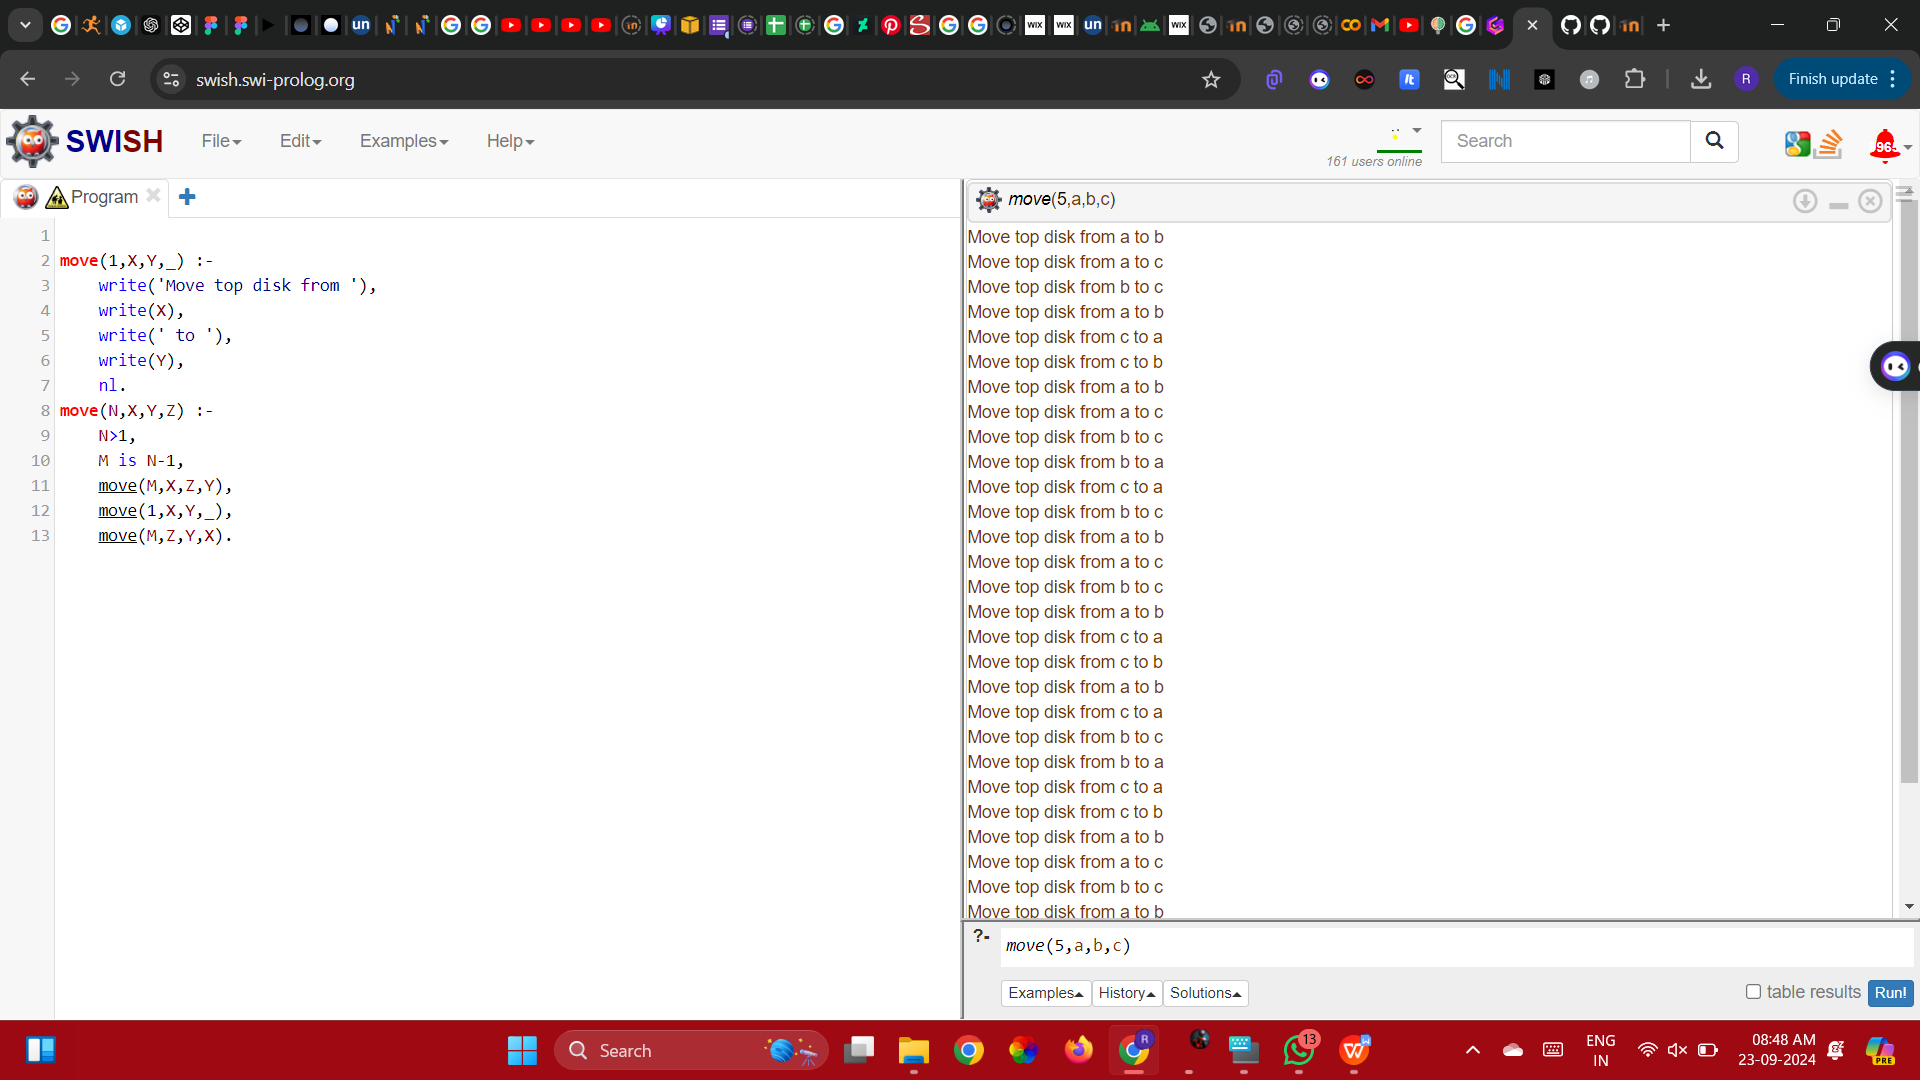 swish.swi-prolog.org
Finish update
SWISH
File
Edit
Examples
Help
161 users online
Search
Program
1
2 move(1,X,Y,_) :-
3 write('Move top disk from '),
4 write(X),
5 write(' to '),
6 write(Y),
7 nl.
8 move(N,X,Y,Z) :-
9 N>1,
10 M is N-1,
11 move(M,X,Z,Y),
12 move(1,X,Y,_),
13 move(M,Z,Y,X).
move(5,a,b,c)
Move top disk from a to b
Move top disk from a to c
Move top disk from b to c
Move top disk from a to b
Move top disk from c to a
Move top disk from c to b
Move top disk from a to b
Move top disk from a to c
Move top disk from b to c
Move top disk from b to a
Move top disk from c to a
Move top disk from b to c
Move top disk from a to b
Move top disk from a to c
Move top disk from b to c
Move top disk from a to b
Move top disk from c to a
Move top disk from c to b
Move top disk from a to b
Move top disk from c to a
Move top disk from b to c
Move top disk from b to a
Move top disk from c to a
Move top disk from c to b
Move top disk from a to b
Move top disk from a to c
Move top disk from b to c
Move top disk from a to b
?- move(5,a,b,c)
Examples
History
Solutions
table results
Run!
Search
13
ENG
IN
08:48 AM
23-09-2024
PRE